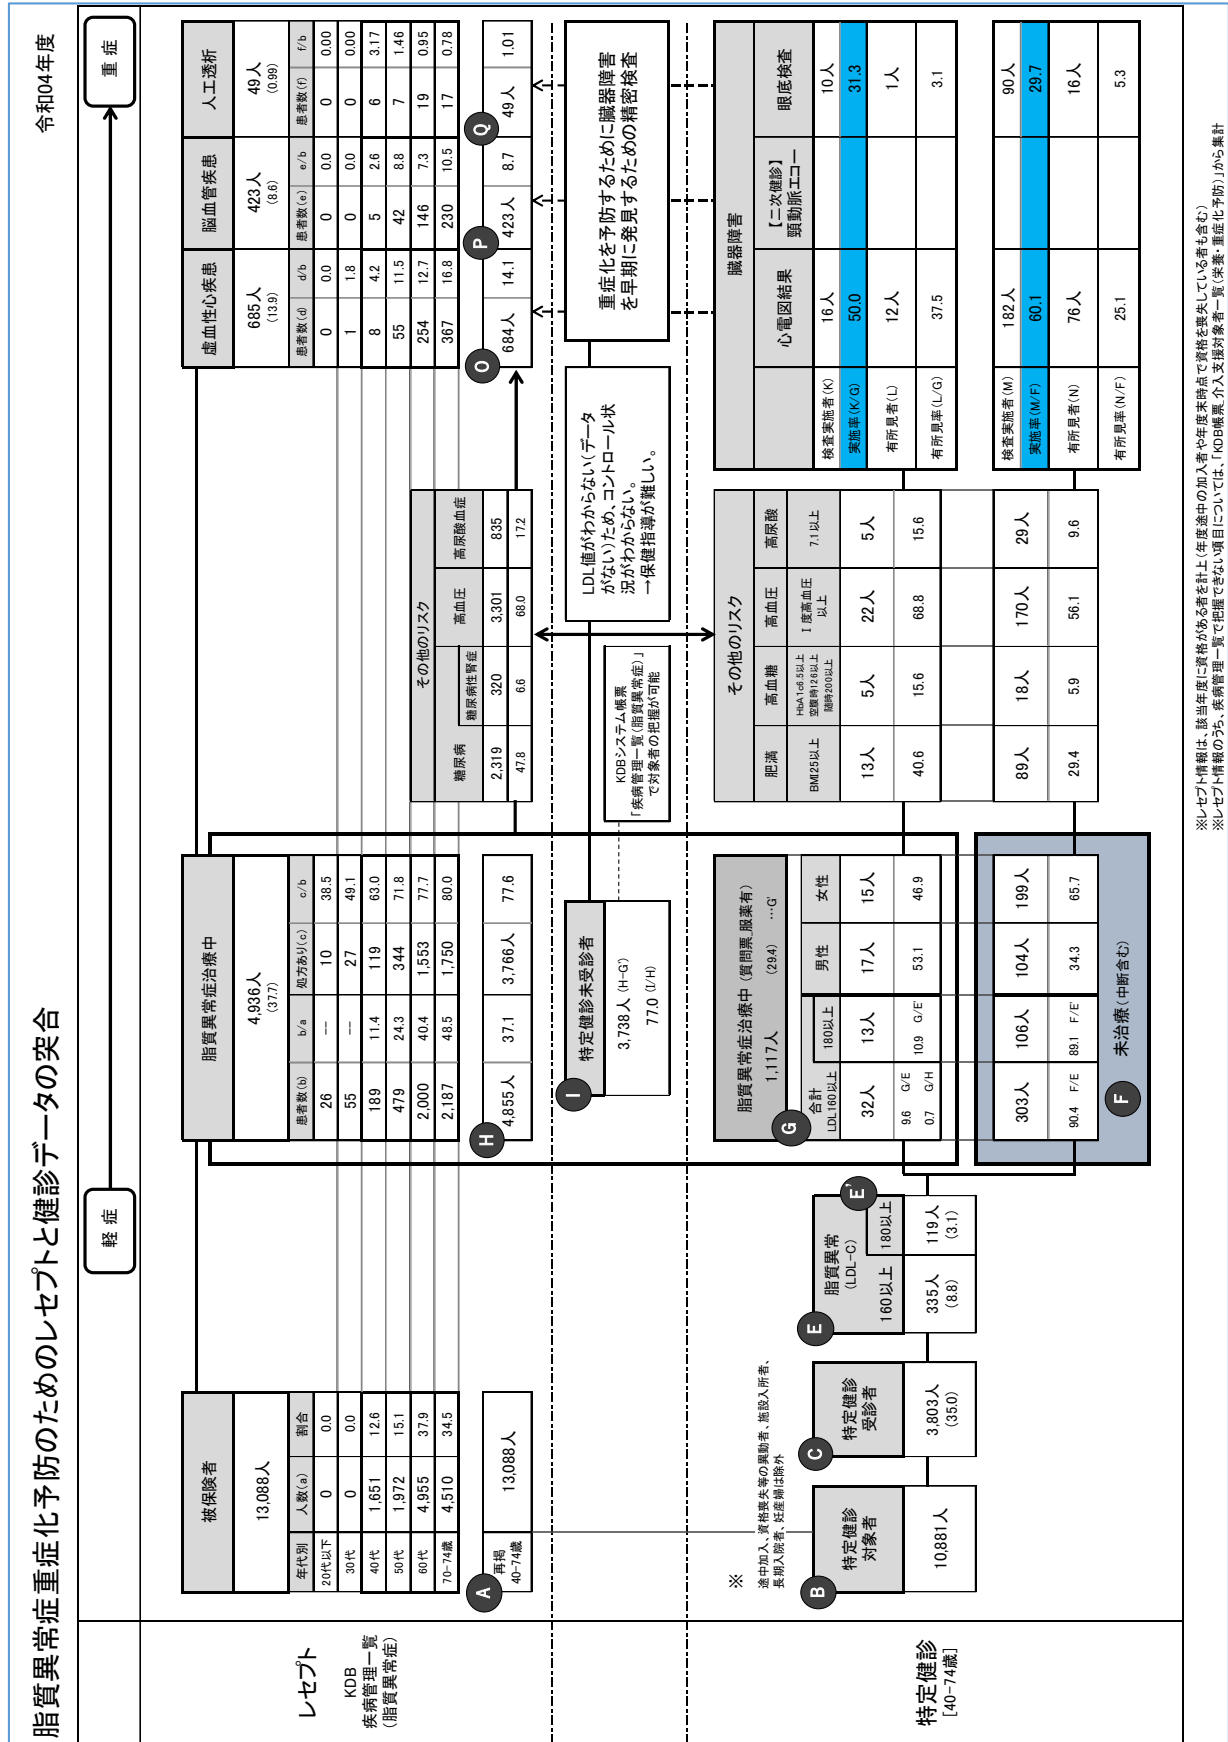 脂質異常症重症化予防のためのレセプトと健診データの突合
令和04年度
軽症
重症
レセプト
KDB
疾病管理一覧
(脂質異常症)
被保険者
13,088人
年代別 人数(a) 割合
20代以下 0 0.0
30代 0 0.0
40代 1,651 12.6
50代 1,972 15.1
60代 4,955 37.9
70-74歳 4,510 34.5
A
再掲
40-74歳
13,088人
脂質異常症治療中
4,936人
(37.7)
患者数(b) b/a 処方あり(c) c/b
26 -- 10 38.5
55 -- 27 49.1
189 11.4 119 63.0
479 24.3 344 71.8
2,000 40.4 1,553 77.7
2,187 48.5 1,750 80.0
H
4,855人 37.1 3,766人 77.6
その他のリスク
糖尿病 糖尿病性腎症 高血圧 高尿酸血症
2,319 320 3,301 835
47.8 6.6 68.0 17.2
虚血性心疾患 脳血管疾患 人工透析
685人 423人 49人
(13.9) (8.6) (0.99)
患者数(d) d/b 患者数(e) e/b 患者数(f) f/b
0 0.0 0 0.0 0 0.00
1 1.8 0 0.0 0 0.00
8 4.2 5 2.6 6 3.17
55 11.5 42 8.8 7 1.46
254 12.7 146 7.3 19 0.95
367 16.8 230 10.5 17 0.78
O P Q
684人 14.1 423人 8.7 49人 1.01
I
特定健診未受診者
3,738人 (H-G')
77.0 (I/H)
KDBシステム帳票
「疾病管理一覧(脂質異常症)」
で対象者の把握が可能
LDL値がわからない(データ
がない)ため、コントロール状
況がわからない。
→保健指導が難しい。
重症化を予防するために臓器障害
を早期に発見するための精密検査
特定健診
[40-74歳]
※
途中加入、資格喪失等の異動者、施設入所者、
長期入院者、妊産婦は除外
B
特定健診
対象者
10,881人
C
特定健診
受診者
3,803人
(35.0)
E
脂質異常
(LDL-C)
E'
160以上 180以上
335人 119人
(8.8) (3.1)
G
脂質異常症治療中 (質問票_服薬有)
1,117人 (29.4) …G'
合計
LDL160以上 180以上 男性 女性
32人 13人 17人 15人
9.6 G/E 10.9 G/E' 53.1 46.9
0.7 G/H
303人 106人 104人 199人
90.4 F/E 89.1 F/E' 34.3 65.7
F
未治療(中断含む)
その他のリスク
肥満 高血糖 高血圧 高尿酸
BMI25以上
HbA1c6.5以上
空腹時126以上
随時200以上
Ⅰ度高血圧
以上
7.1以上
13人 5人 22人 5人
40.6 15.6 68.8 15.6
89人 18人 170人 29人
29.4 5.9 56.1 9.6
臓器障害
心電図結果
【二次健診】
頸動脈エコー
眼底検査
検査実施者(K) 16人 10人
実施率(K/G) 50.0 31.3
有所見者(L) 12人 1人
有所見率(L/G) 37.5 3.1
検査実施者(M) 182人 90人
実施率(M/F) 60.1 29.7
有所見者(N) 76人 16人
有所見率(N/F) 25.1 5.3
※レセプト情報は、該当年度に資格がある者を計上(年度途中の加入者や年度末時点で資格を喪失している者も含む)
※レセプト情報のうち、疾病管理一覧で把握できない項目については、「KDB帳票_介入支援対象者一覧(栄養・重症化予防)」から集計